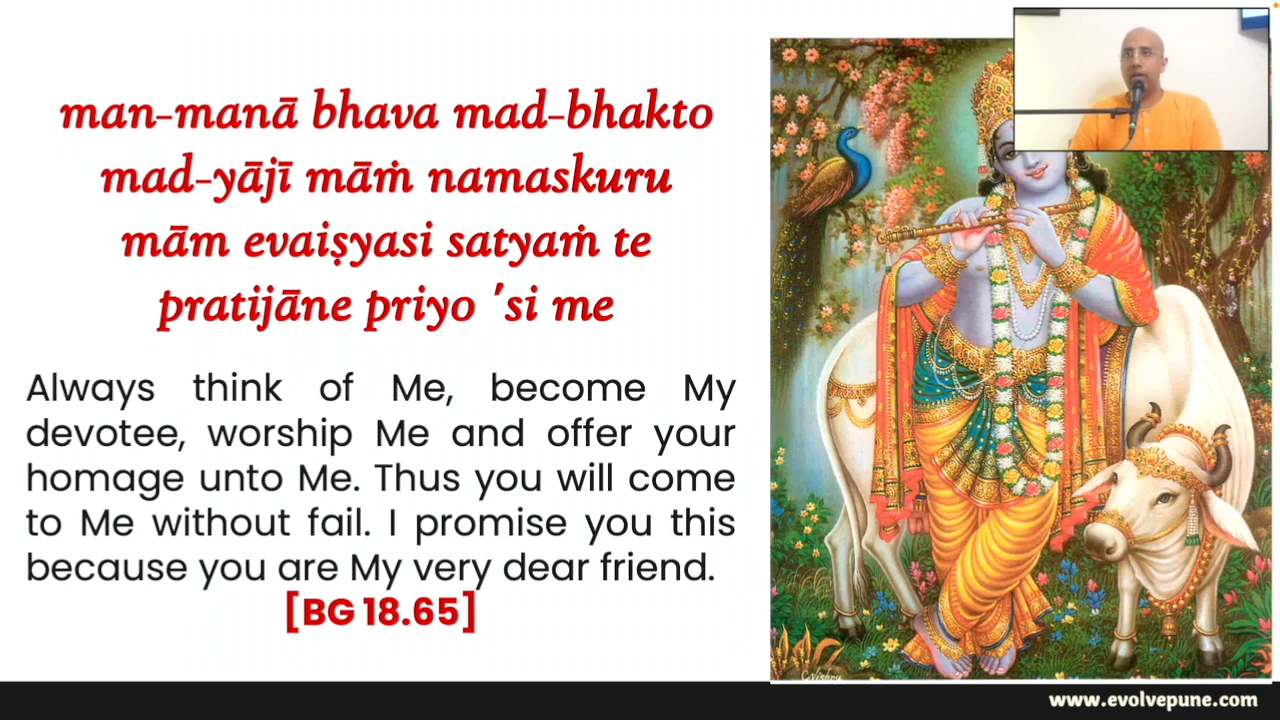 man-manā bhava mad-bhakto
mad-yājī māṁ namaskuru
mām evaiṣyasi satyaṁ te
pratijāne priyo 'si me
Always think of Me, become My
devotee, worship Me and offer your
homage unto Me. Thus you will come
to Me without fail. I promise you this
because you are My very dear friend.
[BG 18.65]
www.evolvepune.com